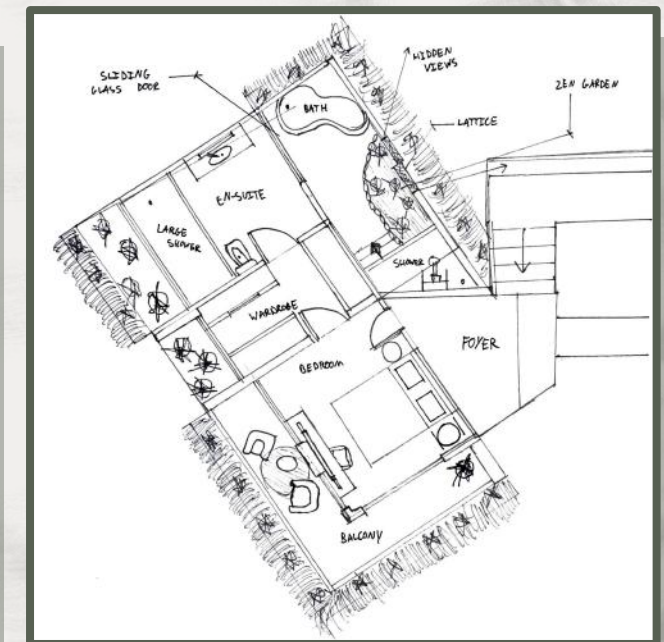 SLIDING
GLASS DOOR
HIDDEN
VIEWS
ZEN GARDEN
BATH
LATTICE
EN-SUITE
LARGE
SHOWER
SHOWER
WARDROBE
FOYER
BEDROOM
BALCONY